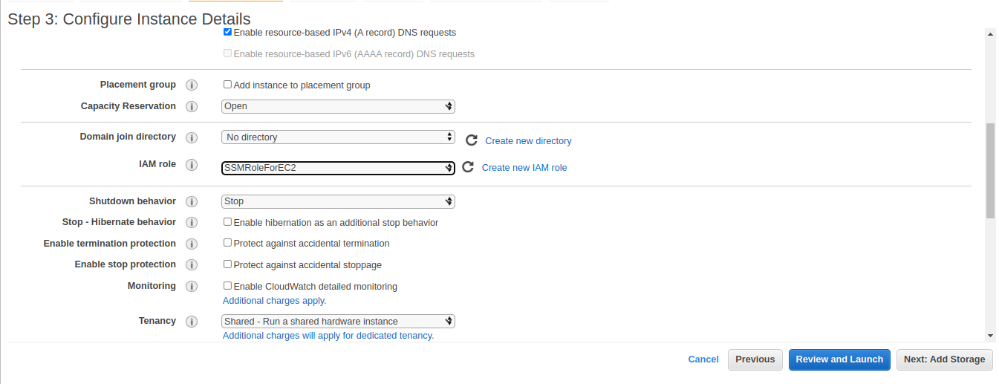 Step 3: Configure Instance Details
Enable resource-based IPv4 (A record) DNS requests
Enable resource-based IPv6 (AAAA record) DNS requests
Placement group i Add instance to placement group
Capacity Reservation i Open
Domain join directory i No directory Create new directory
IAM role i SSMRoleForEC2 Create new IAM role
Shutdown behavior i Stop
Stop - Hibernate behavior i Enable hibernation as an additional stop behavior
Enable termination protection i Protect against accidental termination
Enable stop protection i Protect against accidental stoppage
Monitoring i Enable CloudWatch detailed monitoring
Additional charges apply.
Tenancy i Shared - Run a shared hardware instance
Additional charges will apply for dedicated tenancy.
Cancel Previous Review and Launch Next: Add Storage